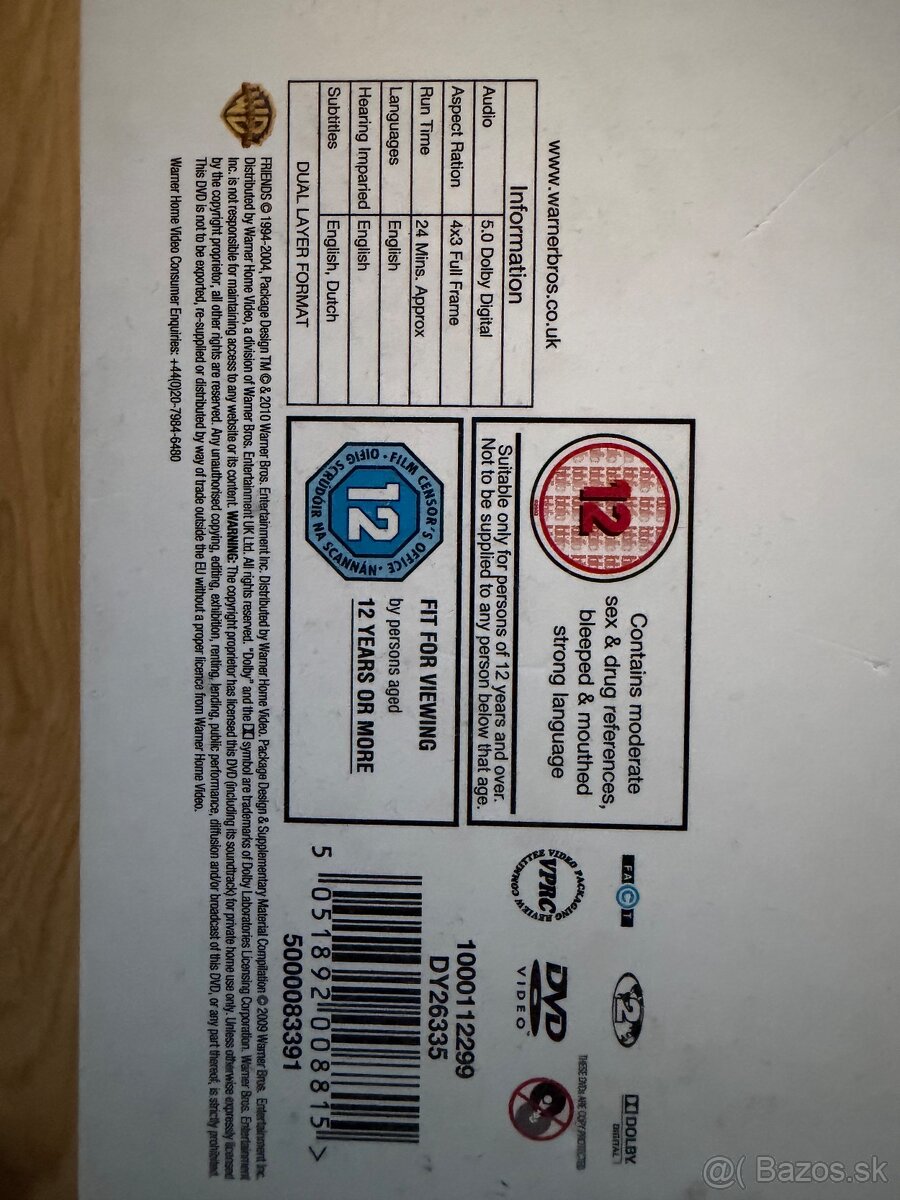 www.warnerbros.co.uk
Information
Audio 5.0 Dolby Digital
Aspect Ration 4x3 Full Frame
Run Time 24 Mins. Approx
Languages English
Hearing Imparied English
Subtitles English, Dutch
DUAL LAYER FORMAT
12
Contains moderate
sex & drug references,
bleeped & mouthed
strong language
Suitable only for persons of 12 years and over.
Not to be supplied to any person below that age.
OIFIG SCRÚDÓIR NA SCANNÁN · FILM CENSOR'S OFFICE ·
12
FIT FOR VIEWING
by persons aged
12 YEARS OR MORE
FACT
2
DOLBY
DIGITAL
VIDEO PACKAGING REVIEW COMMITTEE
VPRC
DVD
VIDEO
THESE DVDs ARE COPY PROTECTED
1000112299
DY26335
5 051892 008815 >
5000083391
WB
FRIENDS © 1994-2004, Package Design TM © & 2010 Warner Bros. Entertainment Inc. Distributed by Warner Home Video. Package Design & Supplementary Material Compilation © 2009 Warner Bros. Entertainment Inc.
Distributed by Warner Home Video, a division of Warner Bros. Entertainment UK Ltd. All rights reserved. "Dolby" and the DD symbol are trademarks of Dolby Laboratories Licensing Corporation. Warner Bros. Entertainment
Inc. is not responsible for maintaining access to any website or its content. WARNING: The copyright proprietor has licensed this DVD (including its soundtrack) for private home use only. Unless otherwise expressly licensed
by the copyright proprietor, all other rights are reserved. Any unauthorised copying, editing, exhibition, renting, lending, public performance, diffusion and/or broadcast of this DVD, or any part thereof, is strictly prohibited.
This DVD is not to be exported, re-supplied or distributed by way of trade outside the EU without a proper licence from Warner Home Video.
Warner Home Video Consumer Enquiries: +44(0)20-7984-6480
@( Bazos.sk